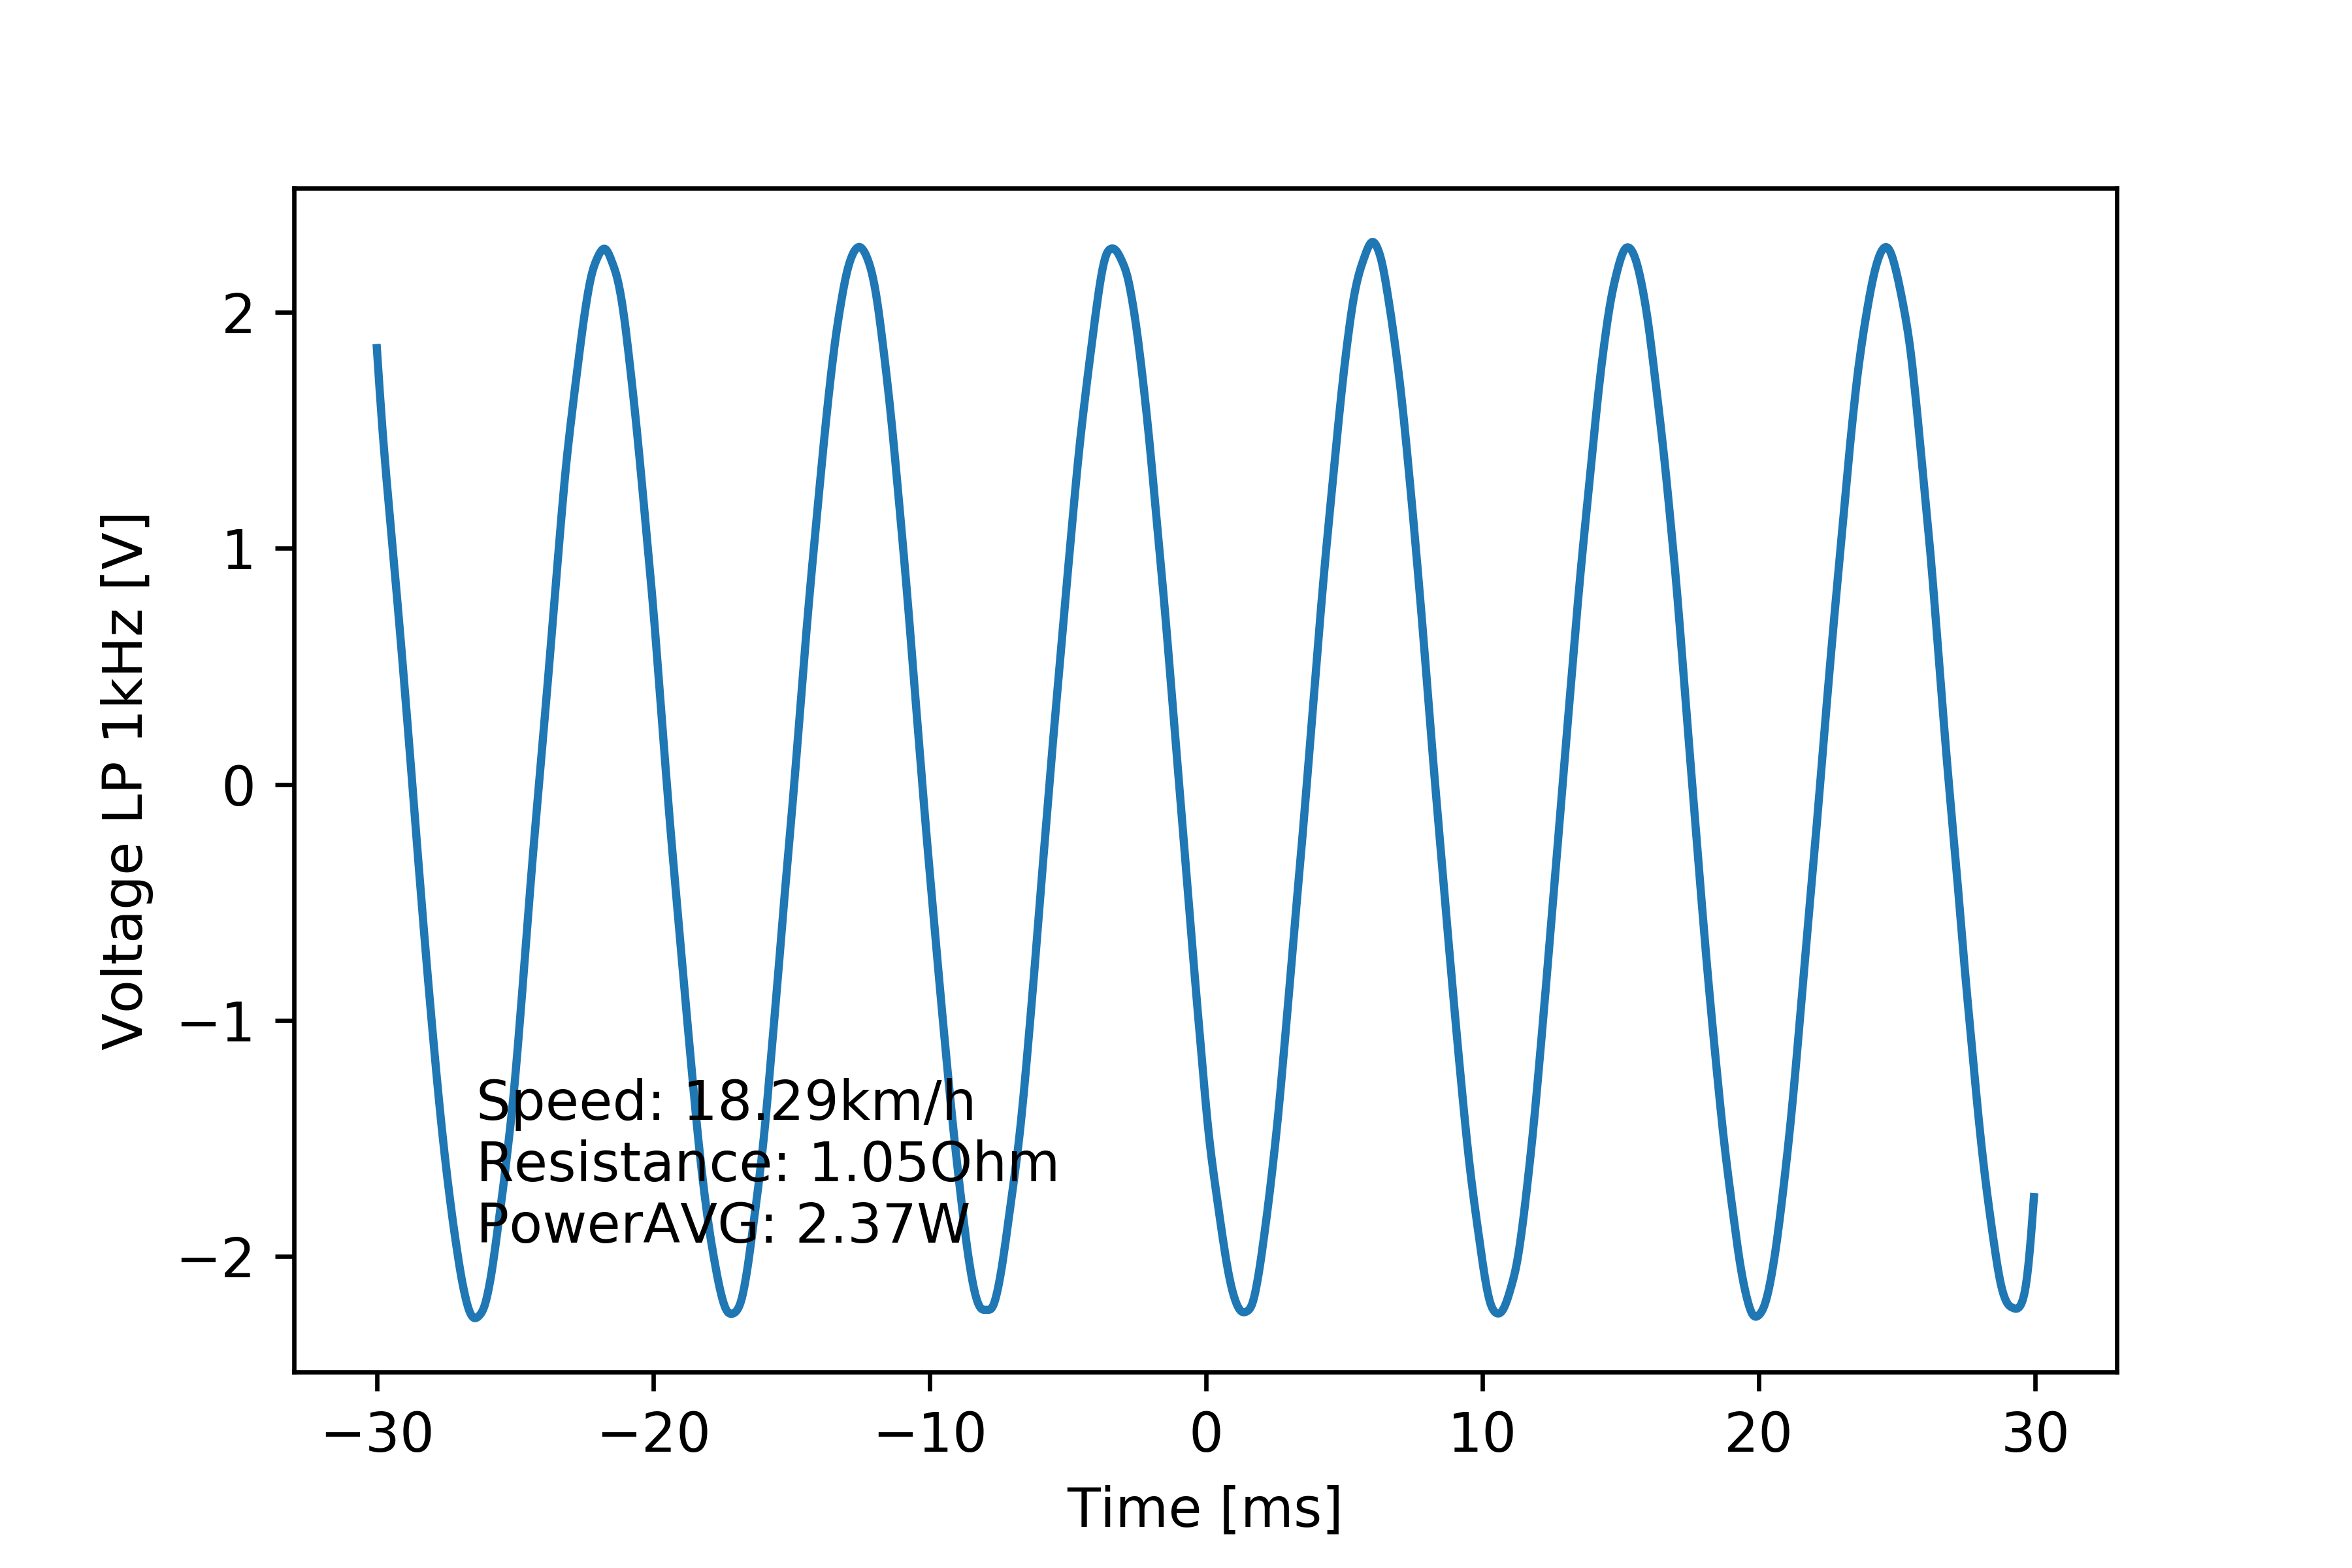 2
1
0
−1
−2
Voltage LP 1kHz [V]
Speed: 18.29km/h
Resistance: 1.05Ohm
PowerAVG: 2.37W
−30 −20 −10 0 10 20 30
Time [ms]